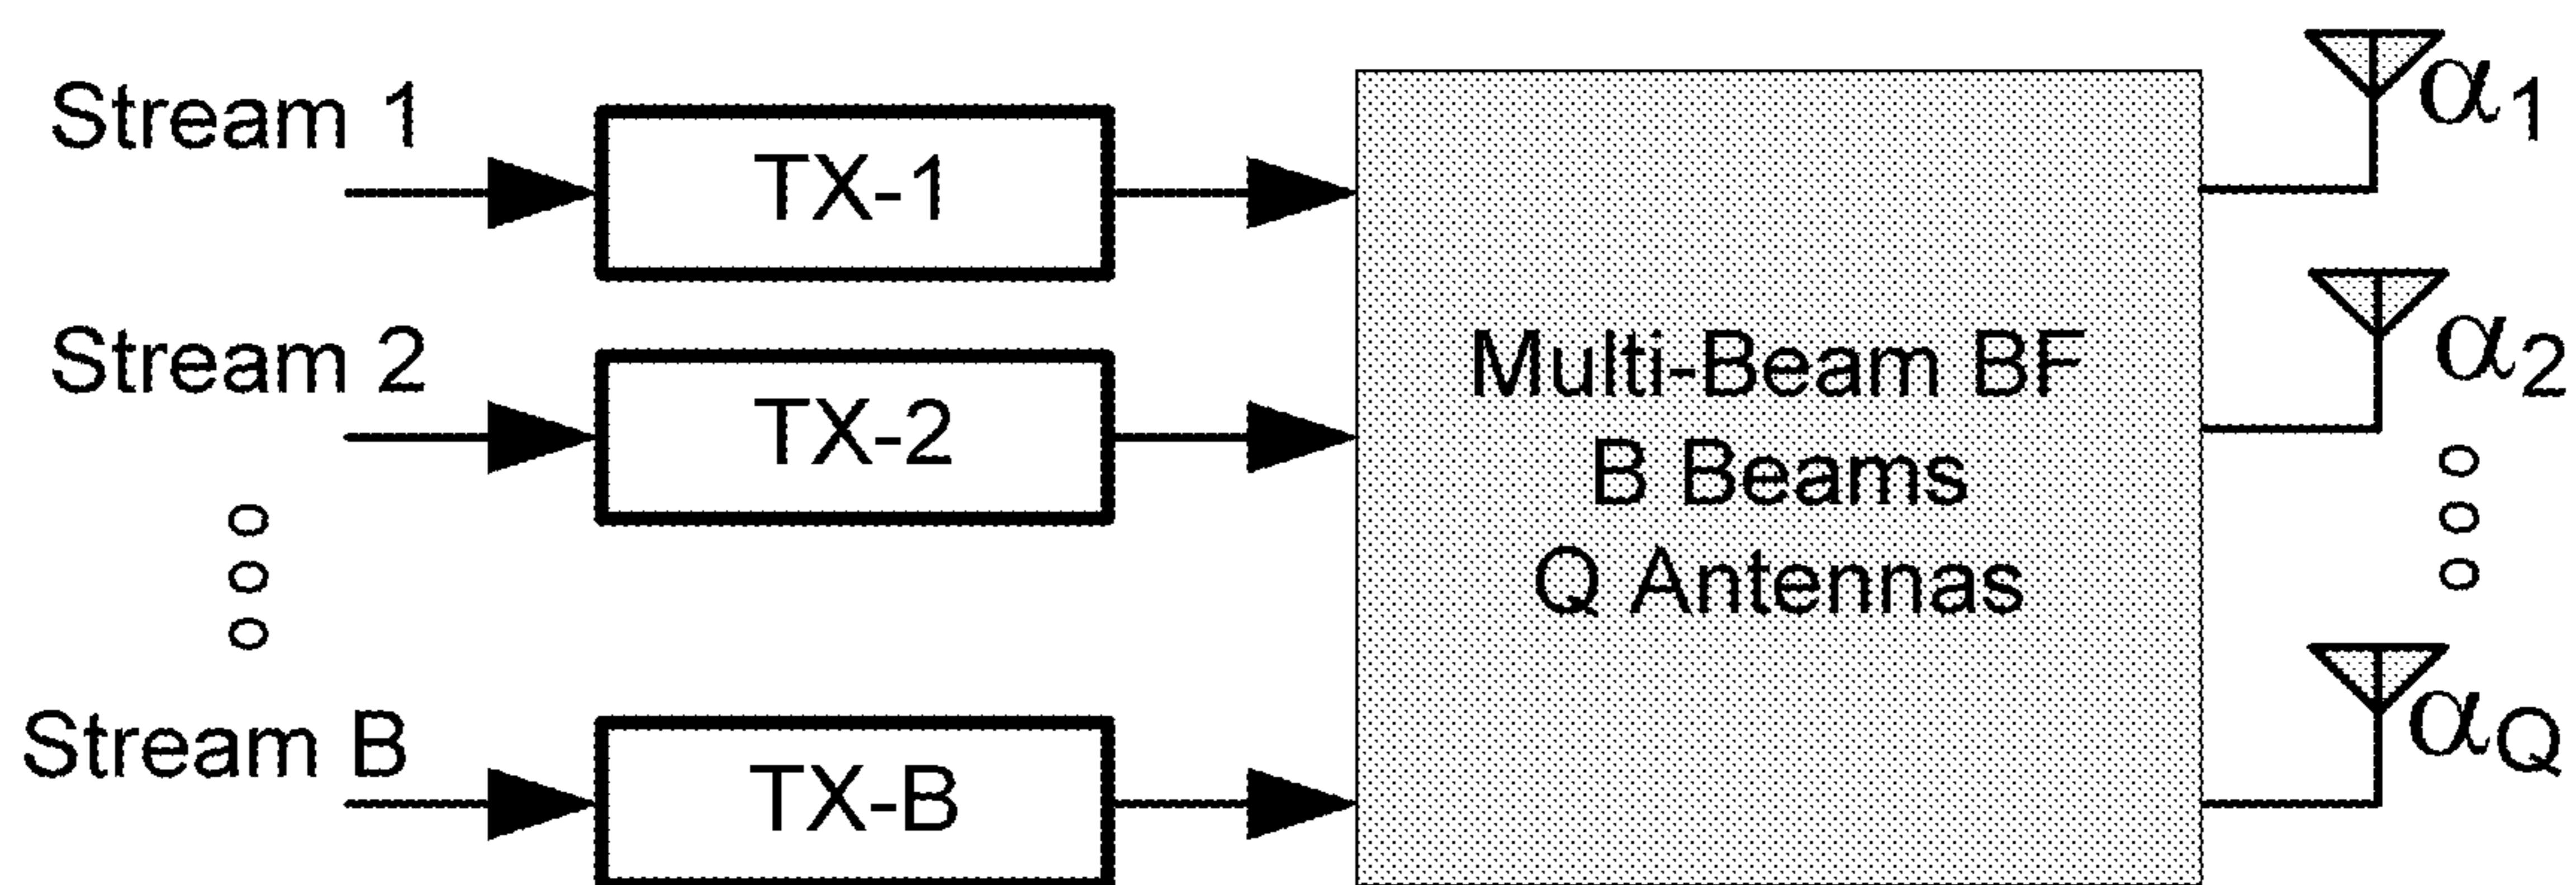 Stream 1
TX-1
α1
Stream 2
TX-2
α2
Multi-Beam BF
B Beams
Q Antennas
Stream B
TX-B
αQ